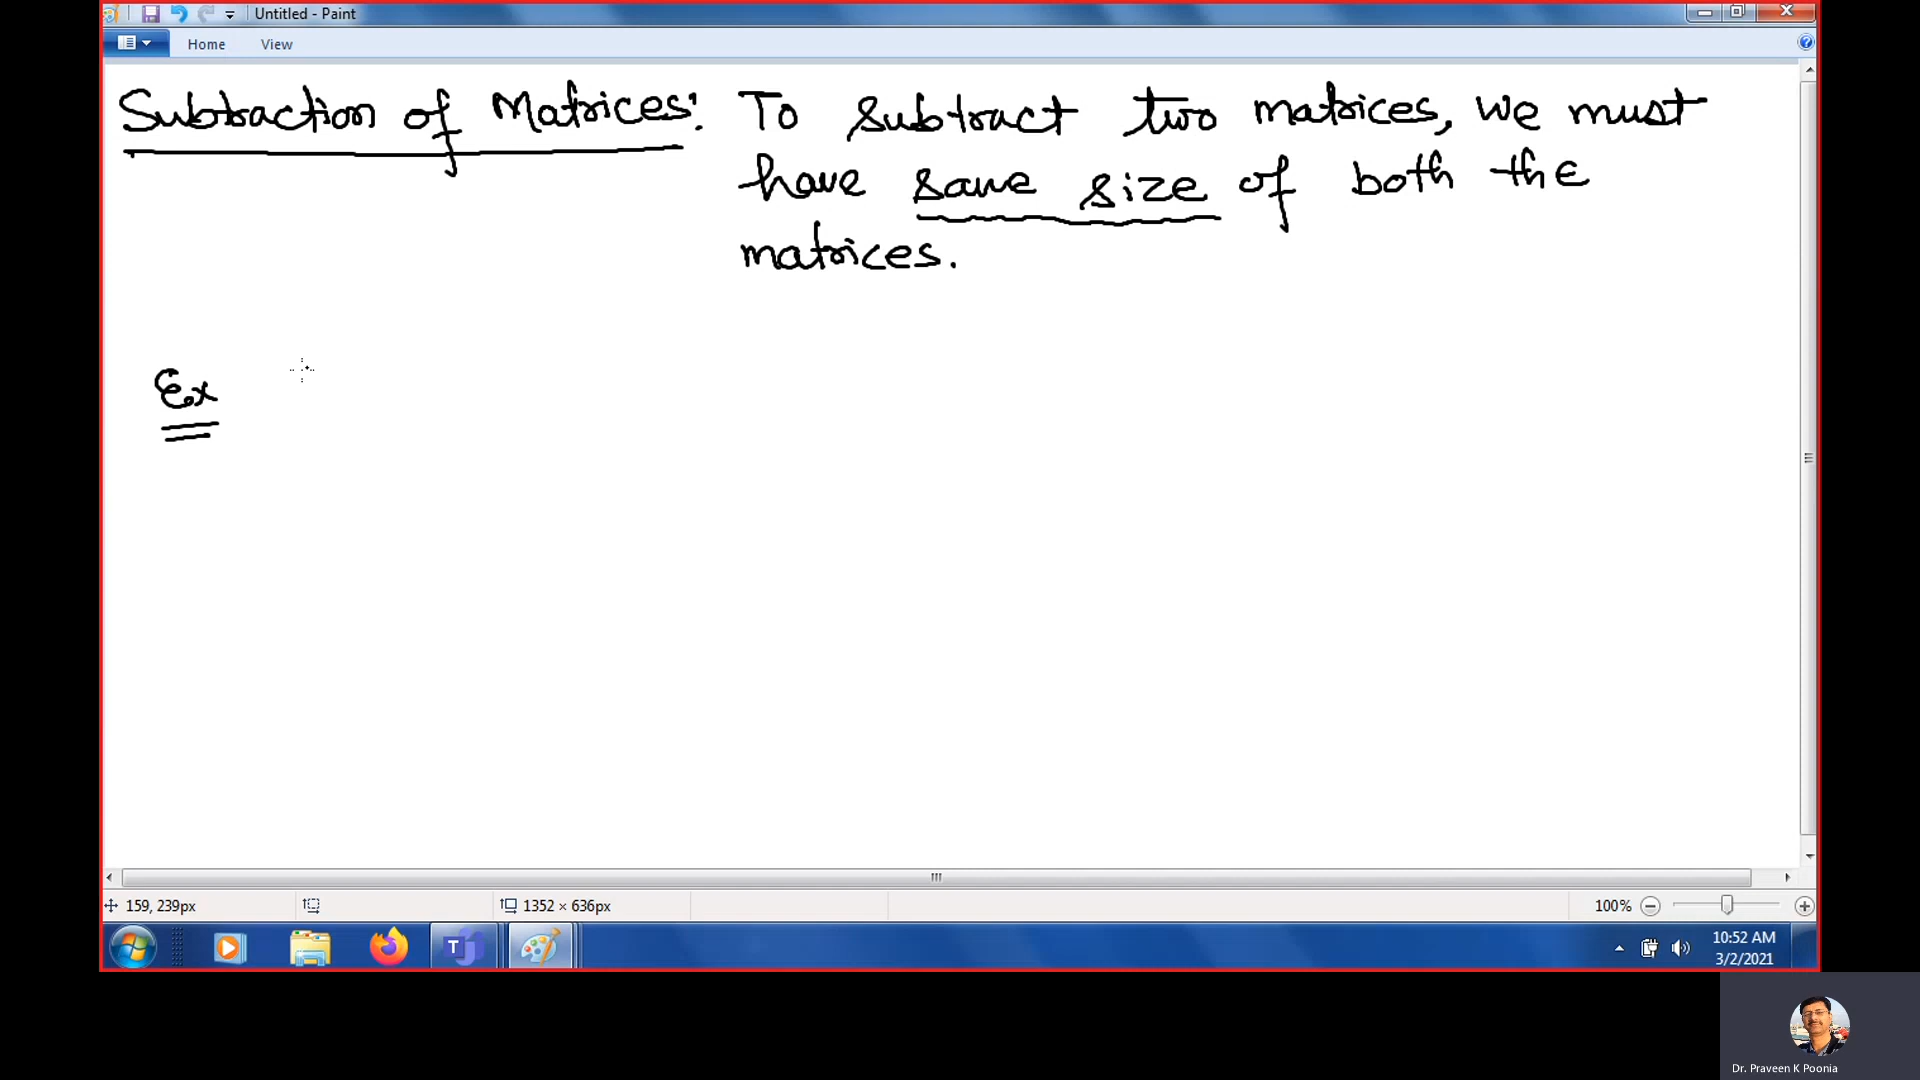 Untitled - Paint
Home View
Subtraction of Matrices: To subtract two matrices, we must
have same size of both the
matrices.
Ex
159, 239px
1352 × 636px
100%
10:52 AM
3/2/2021
Dr. Praveen K Poonia